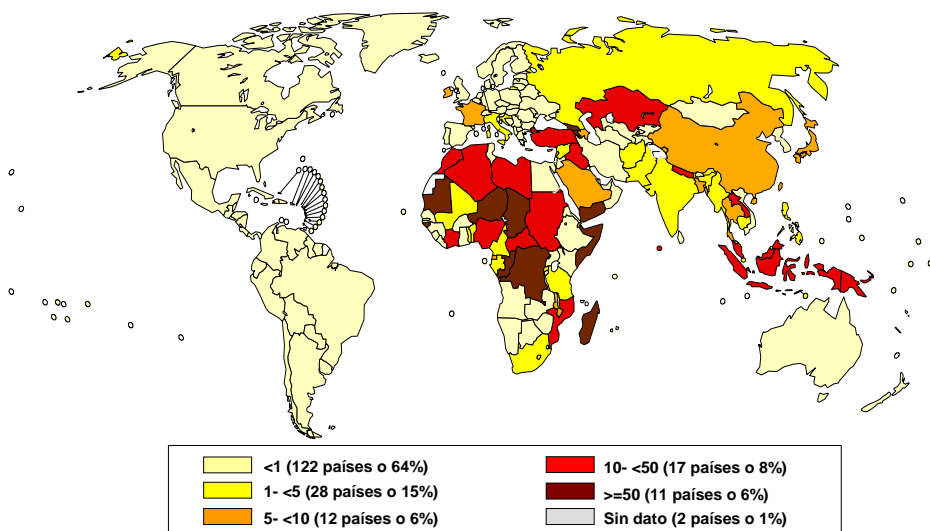 <1 (122 países o 64%)
1- <5 (28 países o 15%)
5- <10 (12 países o 6%)
10- <50 (17 países o 8%)
>=50 (11 países o 6%)
Sin dato (2 países o 1%)